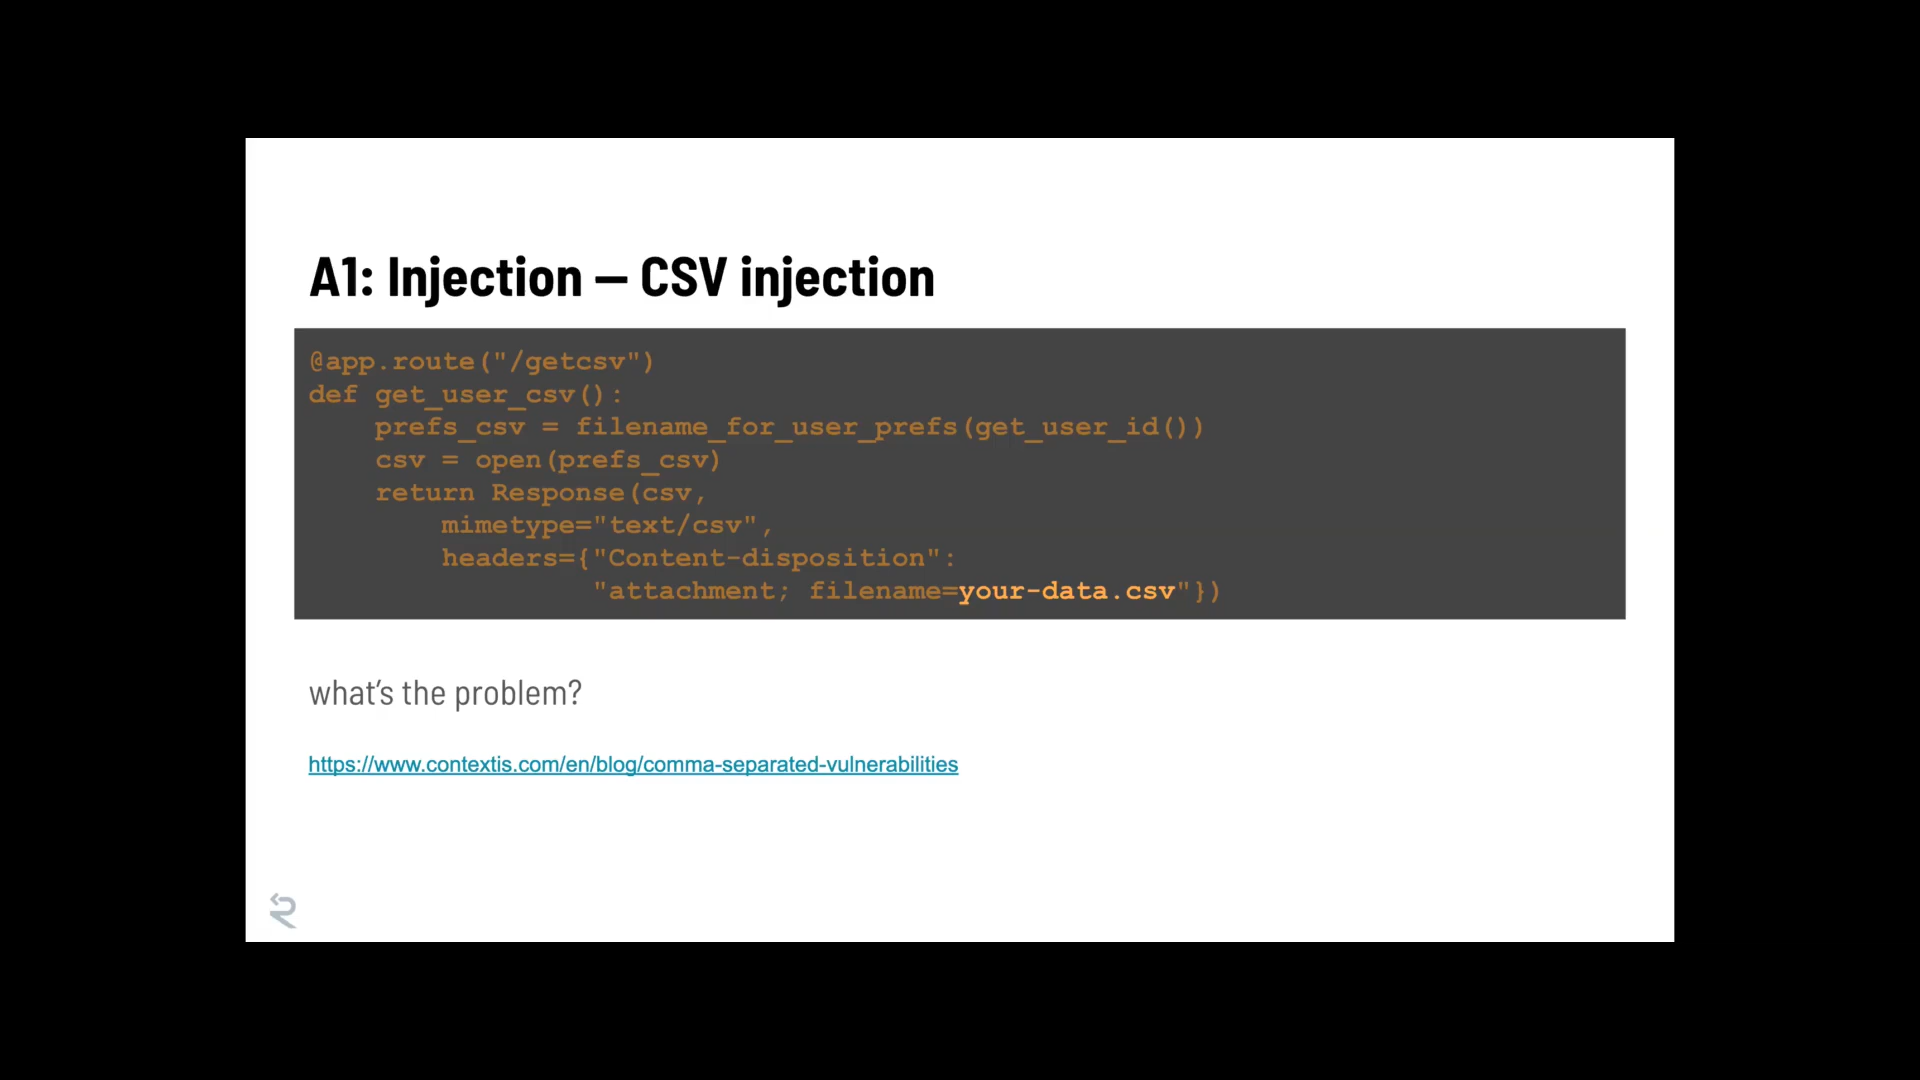 A1: Injection — CSV injection
@app.route("/getcsv")
def get_user_csv():
    prefs_csv = filename_for_user_prefs(get_user_id())
    csv = open(prefs_csv)
    return Response(csv,
        mimetype="text/csv",
        headers={"Content-disposition":
                 "attachment; filename=your-data.csv"})
what’s the problem?
https://www.contextis.com/en/blog/comma-separated-vulnerabilities